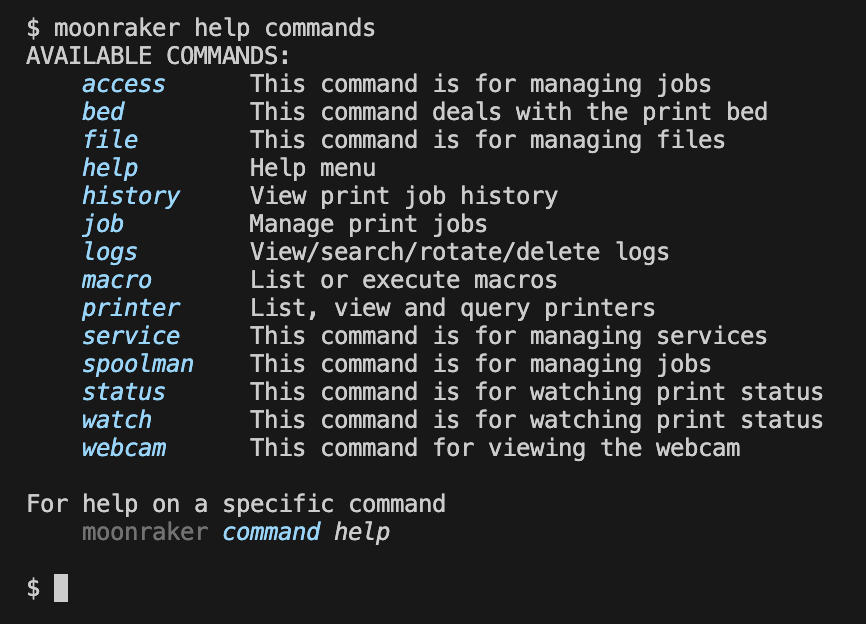 $ moonraker help commands
AVAILABLE COMMANDS:
access This command is for managing jobs
bed This command deals with the print bed
file This command is for managing files
help Help menu
history View print job history
job Manage print jobs
logs View/search/rotate/delete logs
macro List or execute macros
printer List, view and query printers
service This command is for managing services
spoolman This command is for managing jobs
status This command is for watching print status
watch This command is for watching print status
webcam This command for viewing the webcam
For help on a specific command
moonraker command help
$